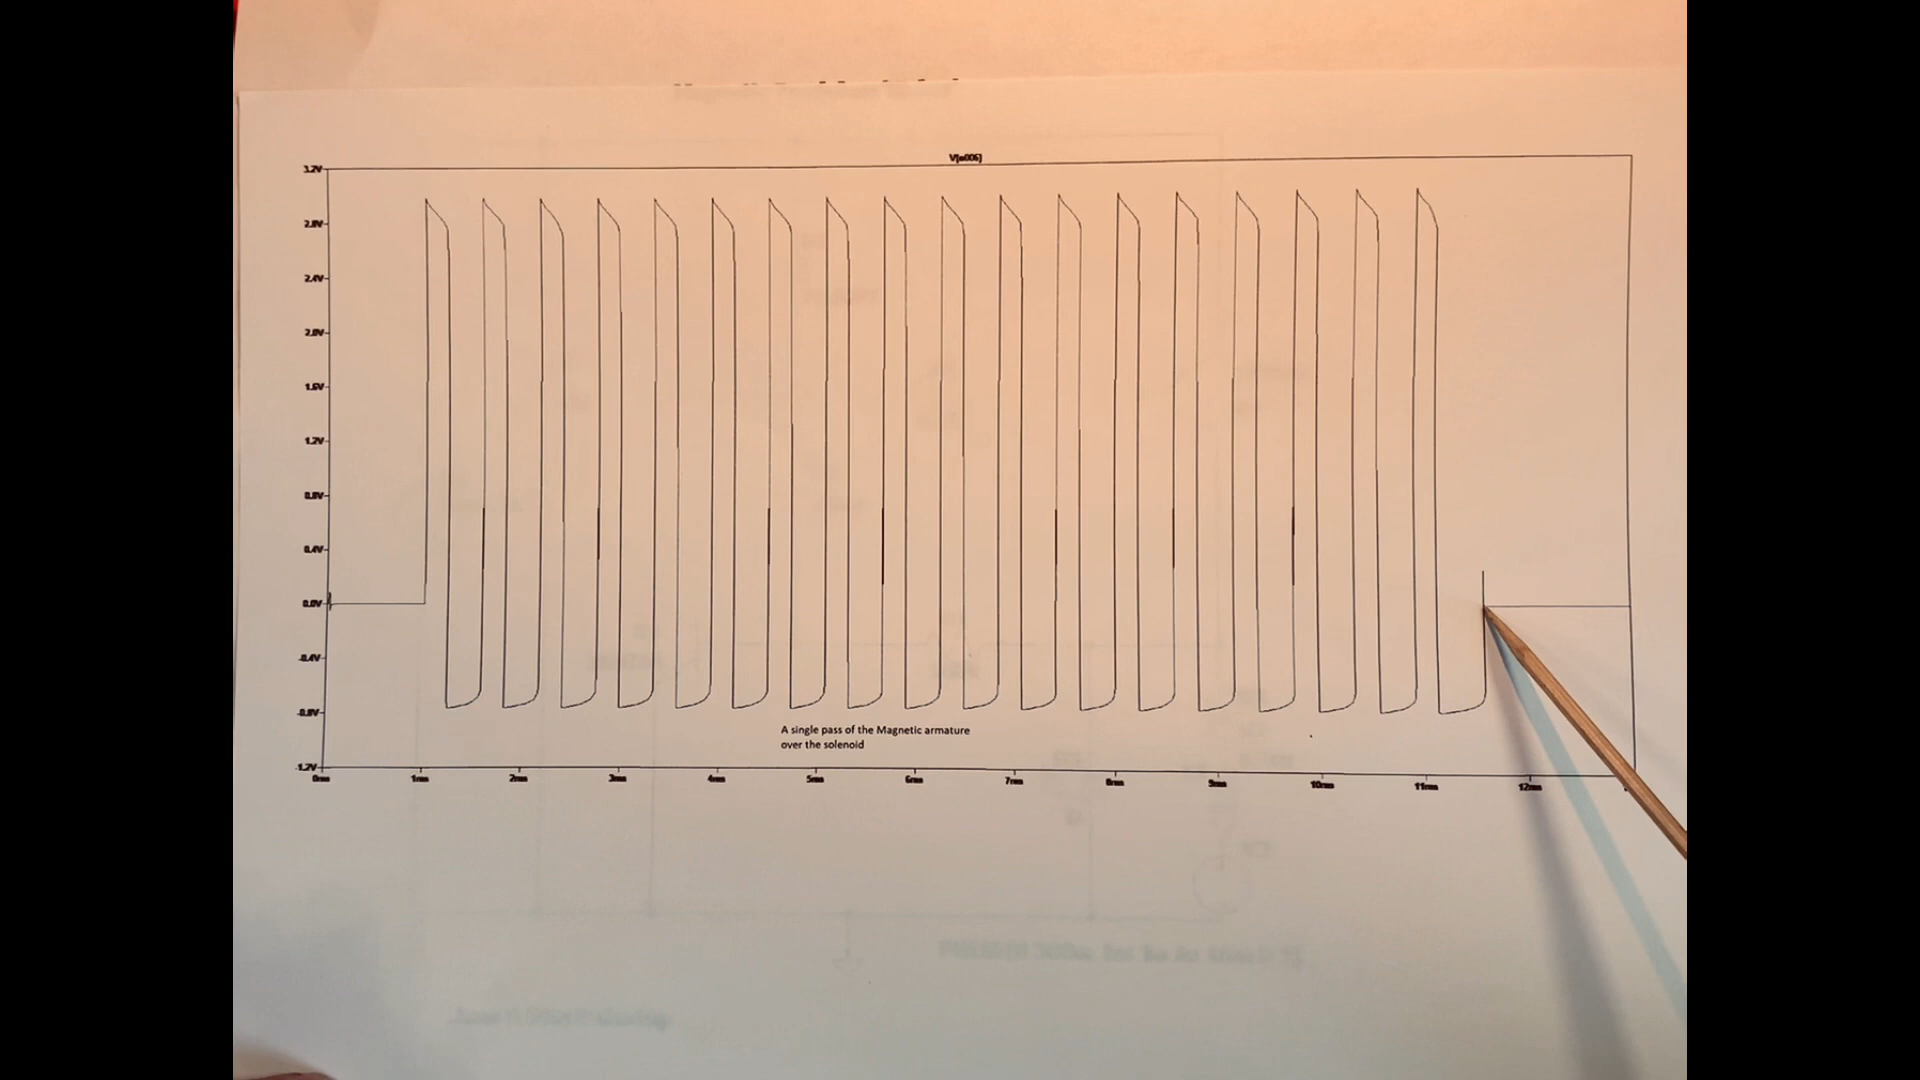 V[n006]
3.2V
2.8V
2.4V
2.0V
1.6V
1.2V
0.8V
0.4V
0.0V
-0.4V
-0.8V
-1.2V
A single pass of the Magnetic armature
over the solenoid
0ms 1ms 2ms 3ms 4ms 5ms 6ms 7ms 8ms 9ms 10ms 11ms 12ms